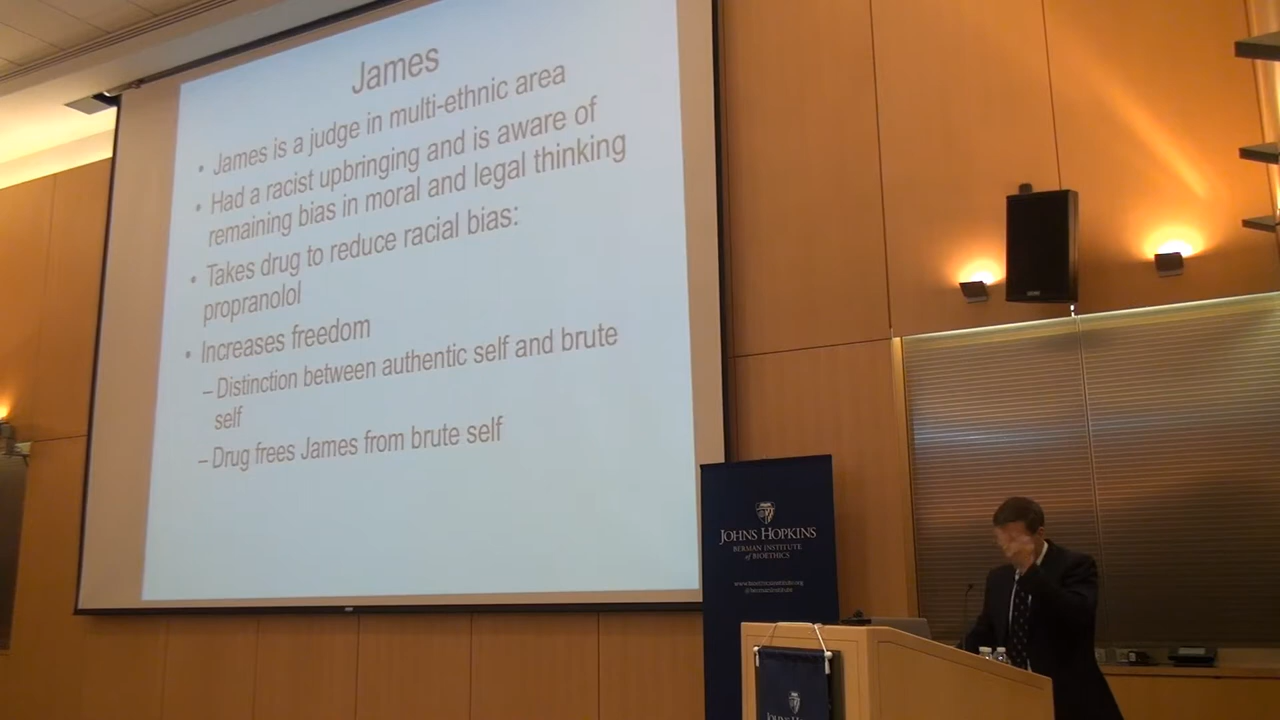 James
• James is a judge in multi-ethnic area
• Had a racist upbringing and is aware of
remaining bias in moral and legal thinking
• Takes drug to reduce racial bias:
propranolol
• Increases freedom
– Distinction between authentic self and brute
self
– Drug frees James from brute self
JOHNS HOPKINS
BERMAN INSTITUTE
of BIOETHICS